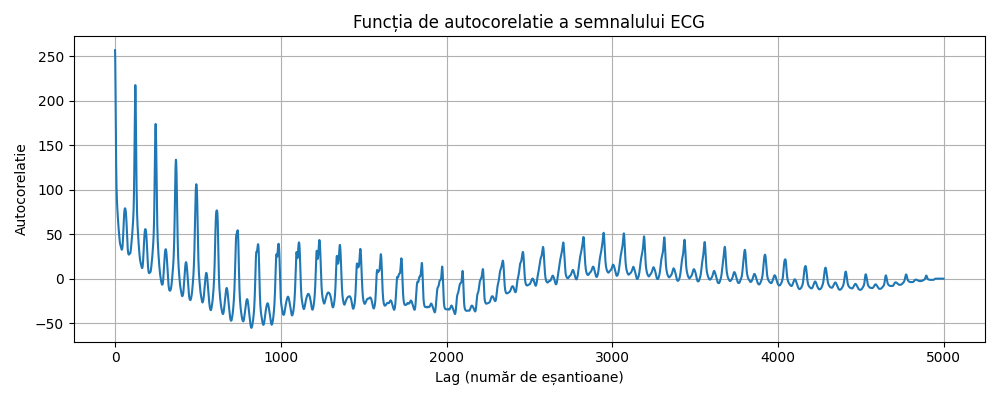 Funcția de autocorelatie a semnalului ECG
250
200
150
100
50
0
−50
Autocorelatie
0 1000 2000 3000 4000 5000
Lag (număr de eșantioane)